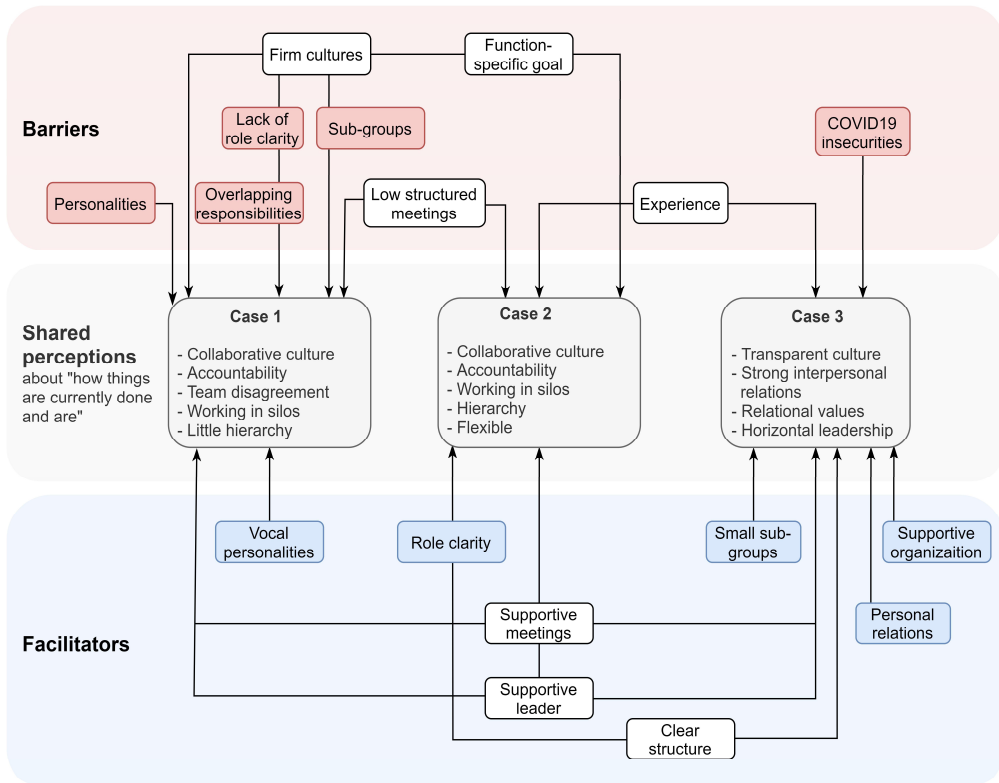 Firm cultures
Function-
specific goal
Barriers
Lack of
role clarity
Sub-groups
COVID19
insecurities
Personalities
Overlapping
responsibilities
Low structured
meetings
Experience
Shared
perceptions
about "how things
are currently done
and are"
Case 1
- Collaborative culture
- Accountability
- Team disagreement
- Working in silos
- Little hierarchy
Case 2
- Collaborative culture
- Accountability
- Working in silos
- Hierarchy
- Flexible
Case 3
- Transparent culture
- Strong interpersonal
relations
- Relational values
- Horizontal leadership
Vocal
personalities
Role clarity
Small sub-
groups
Supportive
organizaition
Facilitators
Supportive
meetings
Personal
relations
Supportive
leader
Clear
structure